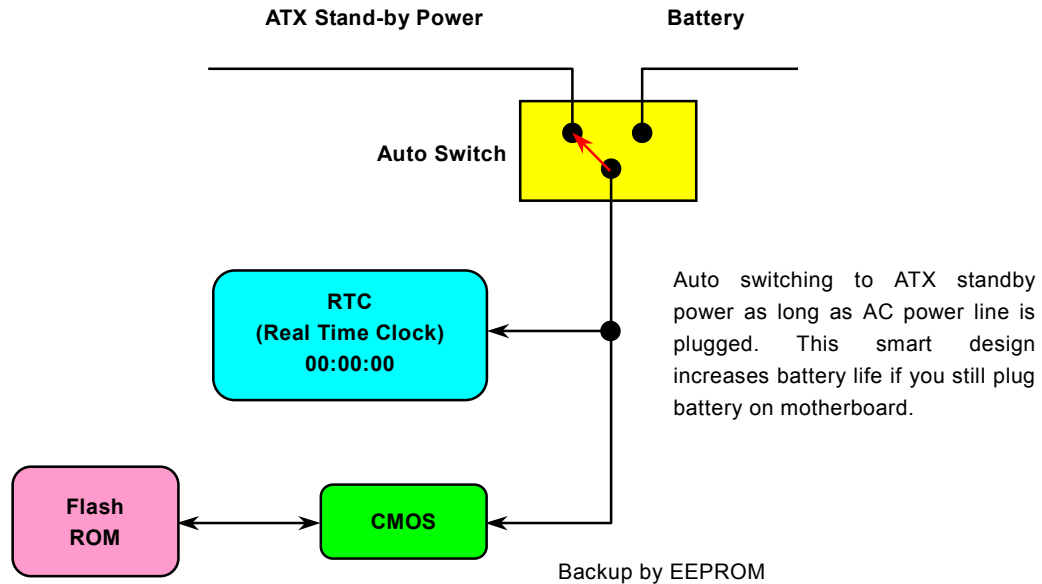 ATX Stand-by Power
Battery
Auto Switch
RTC
(Real Time Clock)
00:00:00
Auto switching to ATX standby
power as long as AC power line is
plugged. This smart design
increases battery life if you still plug
battery on motherboard.
Flash
ROM
CMOS
Backup by EEPROM